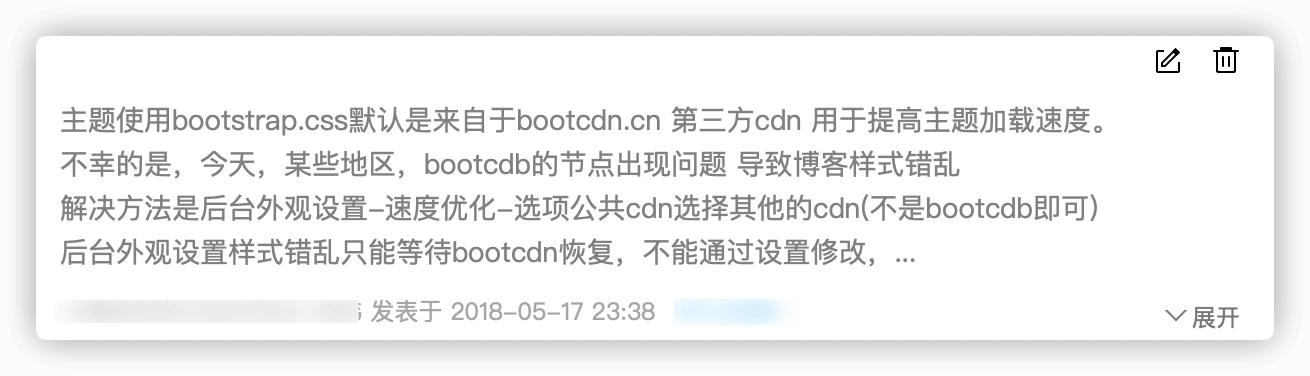 主题使用bootstrap.css默认是来自于bootcdn.cn 第三方cdn 用于提高主题加载速度。
不幸的是，今天，某些地区，bootcdb的节点出现问题 导致博客样式错乱
解决方法是后台外观设置-速度优化-选项公共cdn选择其他的cdn(不是bootcdb即可)
后台外观设置样式错乱只能等待bootcdn恢复，不能通过设置修改，...
发表于 2018-05-17 23:38
展开